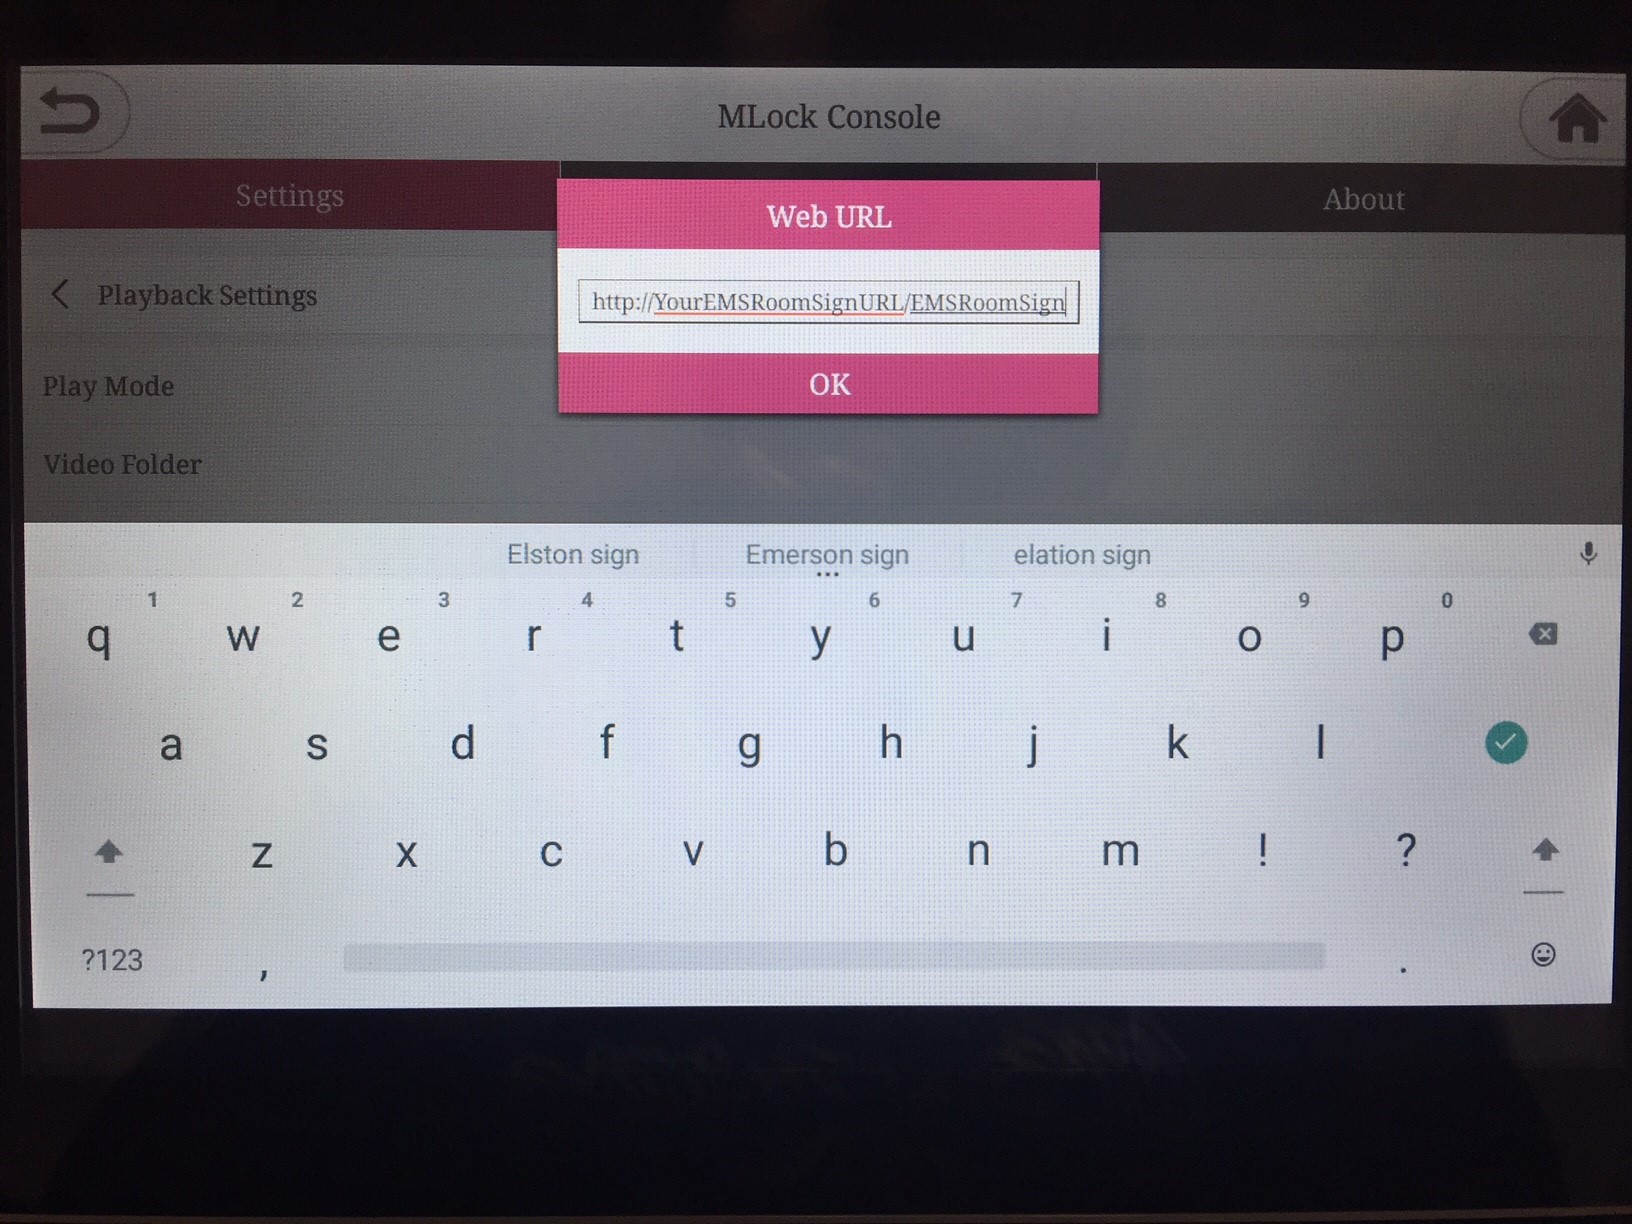 MLock Console
Settings
About
Web URL
http://YourEMSRoomSignURL/EMSRoomSign
OK
Playback Settings
Play Mode
Video Folder
Elston sign Emerson sign elation sign
1 2 3 4 5 6 7 8 9 0
q w e r t y u i o p
a s d f g h j k l
z x c v b n m ! ?
?123 , .